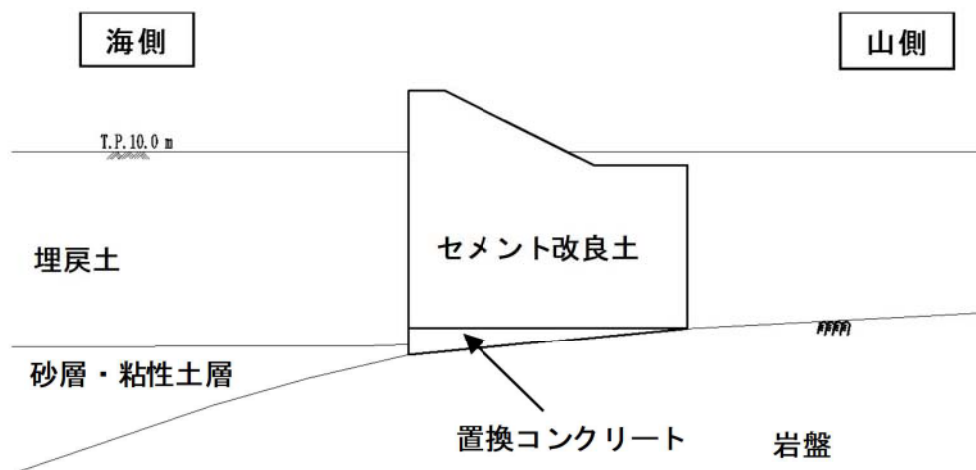 海側
山側
T.P.10.0 m
埋戻土
セメント改良土
砂層・粘性土層
置換コンクリート
岩盤